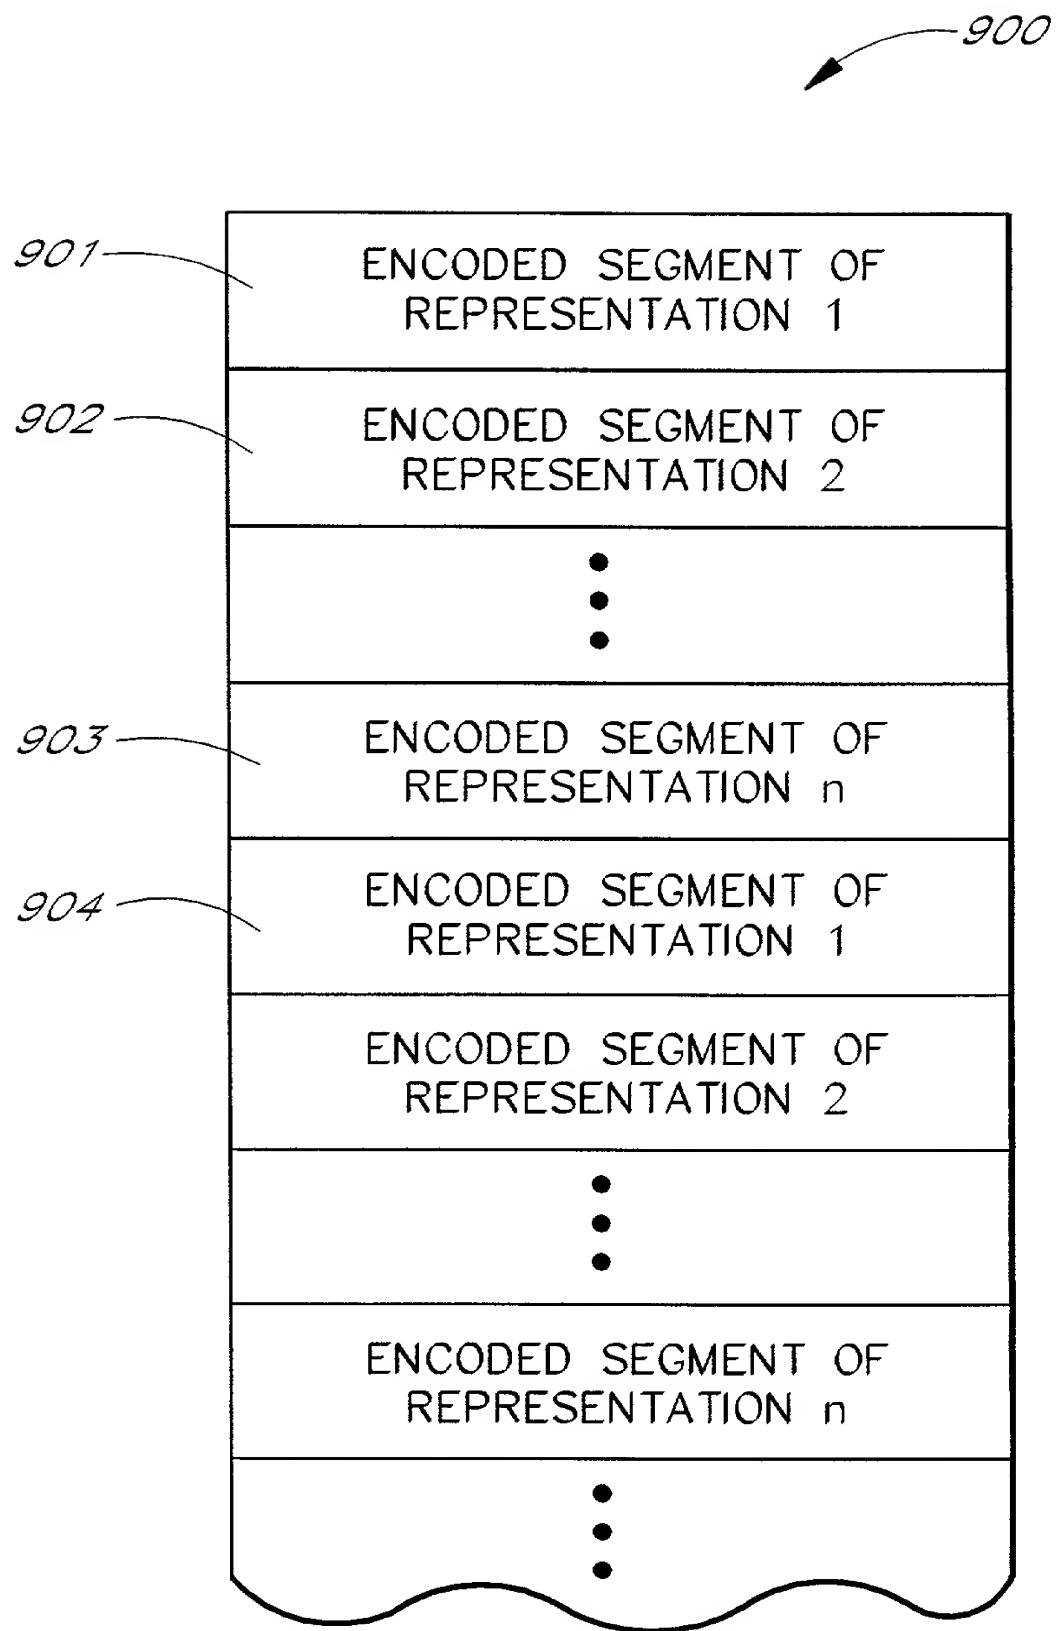 900
901
ENCODED SEGMENT OF
REPRESENTATION 1
902
ENCODED SEGMENT OF
REPRESENTATION 2
903
ENCODED SEGMENT OF
REPRESENTATION n
904
ENCODED SEGMENT OF
REPRESENTATION 1
ENCODED SEGMENT OF
REPRESENTATION 2
ENCODED SEGMENT OF
REPRESENTATION n